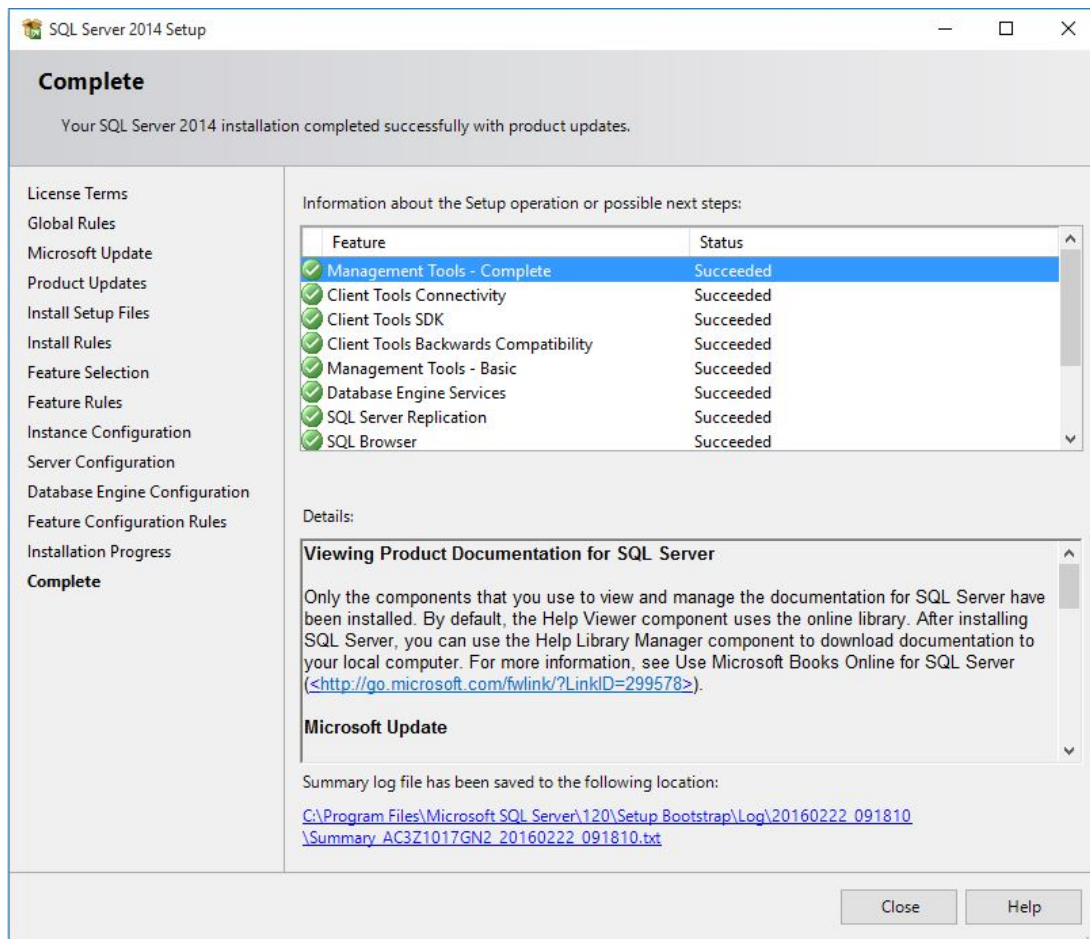 SQL Server 2014 Setup
Complete
Your SQL Server 2014 installation completed successfully with product updates.
License Terms
Global Rules
Microsoft Update
Product Updates
Install Setup Files
Install Rules
Feature Selection
Feature Rules
Instance Configuration
Server Configuration
Database Engine Configuration
Feature Configuration Rules
Installation Progress
Complete
Information about the Setup operation or possible next steps:
Feature Status
Management Tools - Complete Succeeded
Client Tools Connectivity Succeeded
Client Tools SDK Succeeded
Client Tools Backwards Compatibility Succeeded
Management Tools - Basic Succeeded
Database Engine Services Succeeded
SQL Server Replication Succeeded
SQL Browser Succeeded
Details:
Viewing Product Documentation for SQL Server
Only the components that you use to view and manage the documentation for SQL Server have
been installed. By default, the Help Viewer component uses the online library. After installing
SQL Server, you can use the Help Library Manager component to download documentation to
your local computer. For more information, see Use Microsoft Books Online for SQL Server
(<http://go.microsoft.com/fwlink/?LinkID=299578>).
Microsoft Update
Summary log file has been saved to the following location:
C:\Program Files\Microsoft SQL Server\120\Setup Bootstrap\Log\20160222_091810
\Summary_AC3Z1017GN2_20160222_091810.txt
Close Help